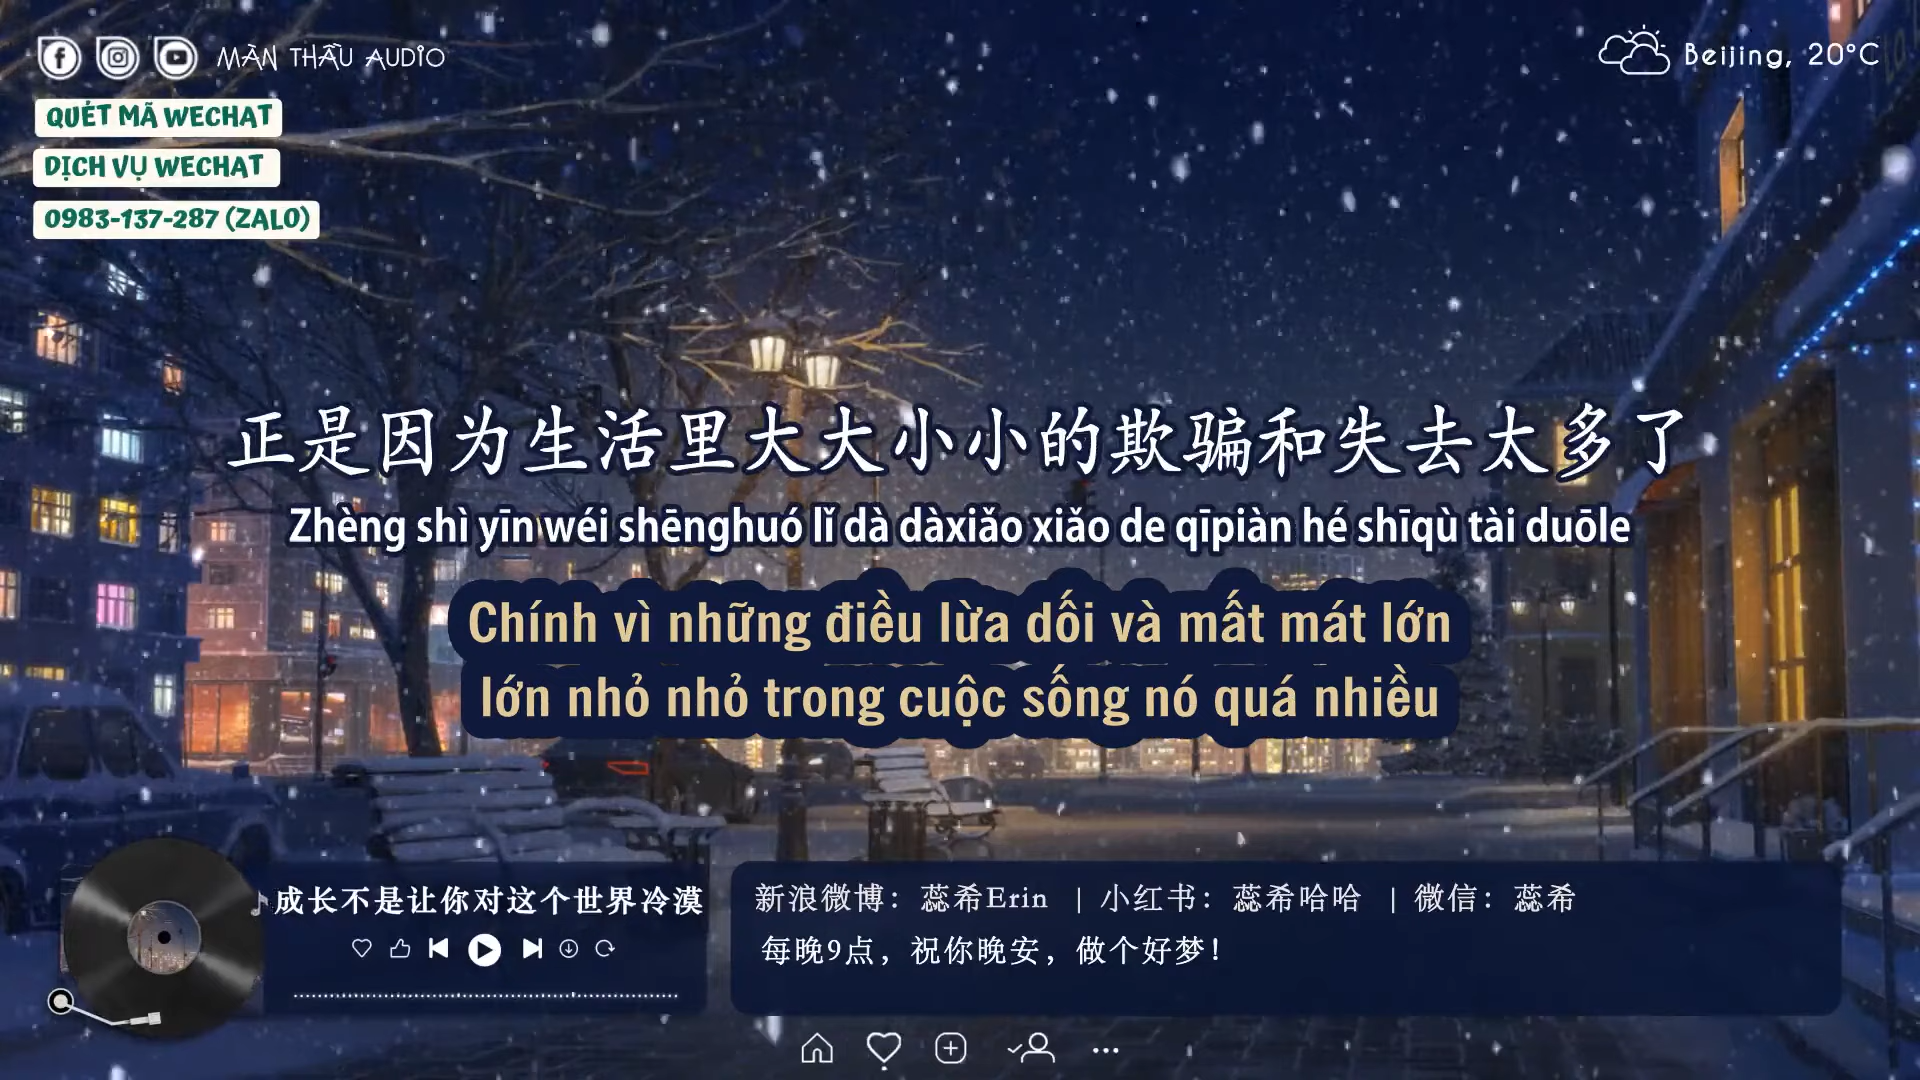 MÀN THẦU AUDIO
Beijing, 20°C
QUÉT MÃ WECHAT
DỊCH VỤ WECHAT
0983-137-287 (ZALO)
正是因为生活里大大小小的欺骗和失去太多了
Zhèng shì yīn wéi shēnghuó lǐ dà dàxiǎo xiǎo de qīpiàn hé shīqù tài duōle
Chính vì những điều lừa dối và mất mát lớn
lớn nhỏ nhỏ trong cuộc sống nó quá nhiều
成长不是让你对这个世界冷漠
新浪微博：蕊希Erin | 小红书：蕊希哈哈 | 微信：蕊希
每晚9点，祝你晚安，做个好梦！